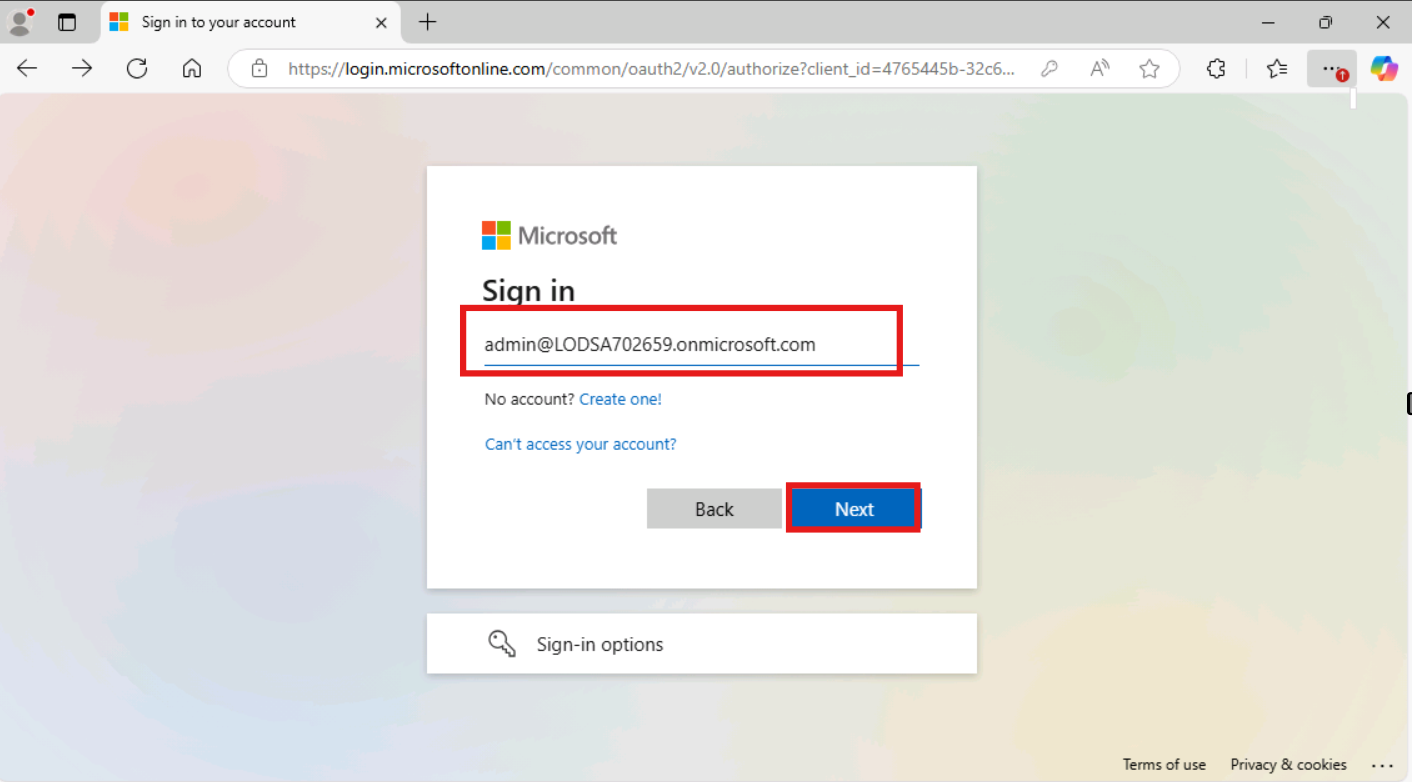 Sign in to your account
https://login.microsoftonline.com/common/oauth2/v2.0/authorize?client_id=4765445b-32c6...
Microsoft
Sign in
admin@LODSA702659.onmicrosoft.com
No account? Create one!
Can't access your account?
Back
Next
Sign-in options
Terms of use
Privacy & cookies
...